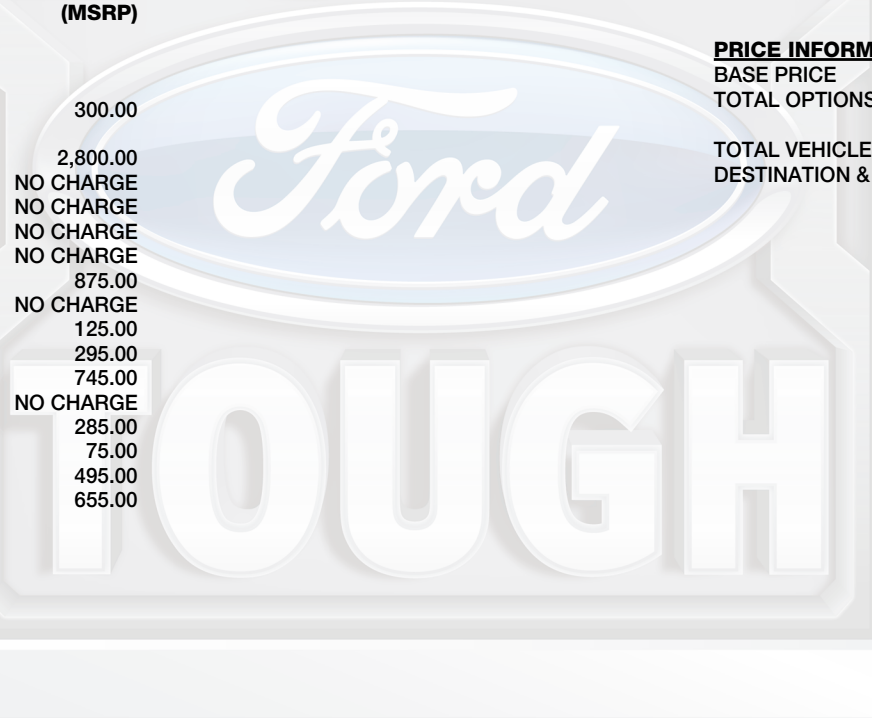 (MSRP)
300.00
2,800.00
NO CHARGE
NO CHARGE
NO CHARGE
NO CHARGE
875.00
NO CHARGE
125.00
295.00
745.00
NO CHARGE
285.00
75.00
495.00
655.00
PRICE INFORM
BASE PRICE
TOTAL OPTIONS
TOTAL VEHICLE
DESTINATION &
Ford
TOUGH